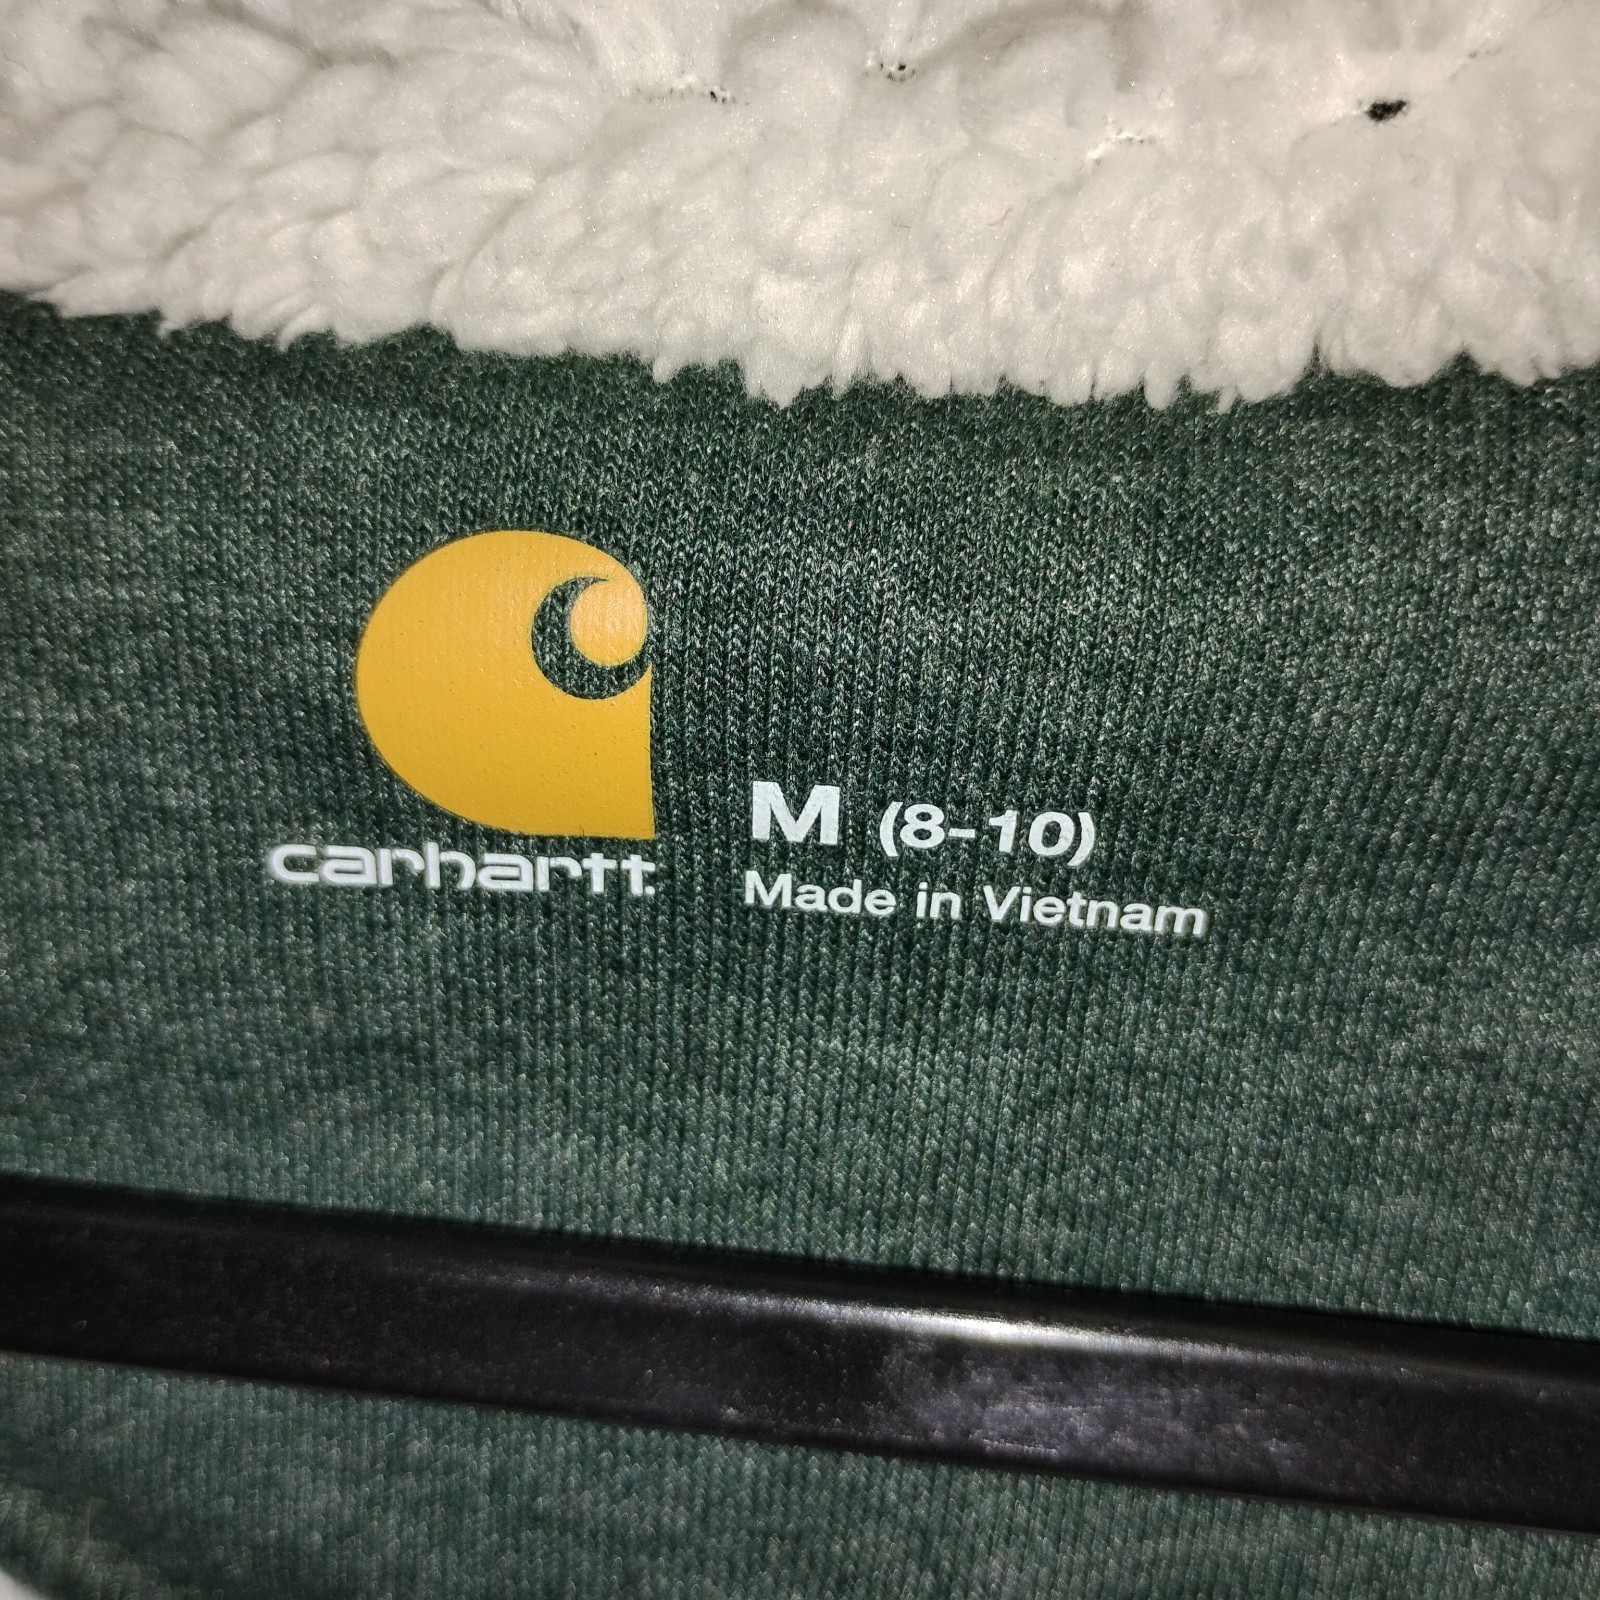 carhartt.
M (8-10)
Made in Vietnam